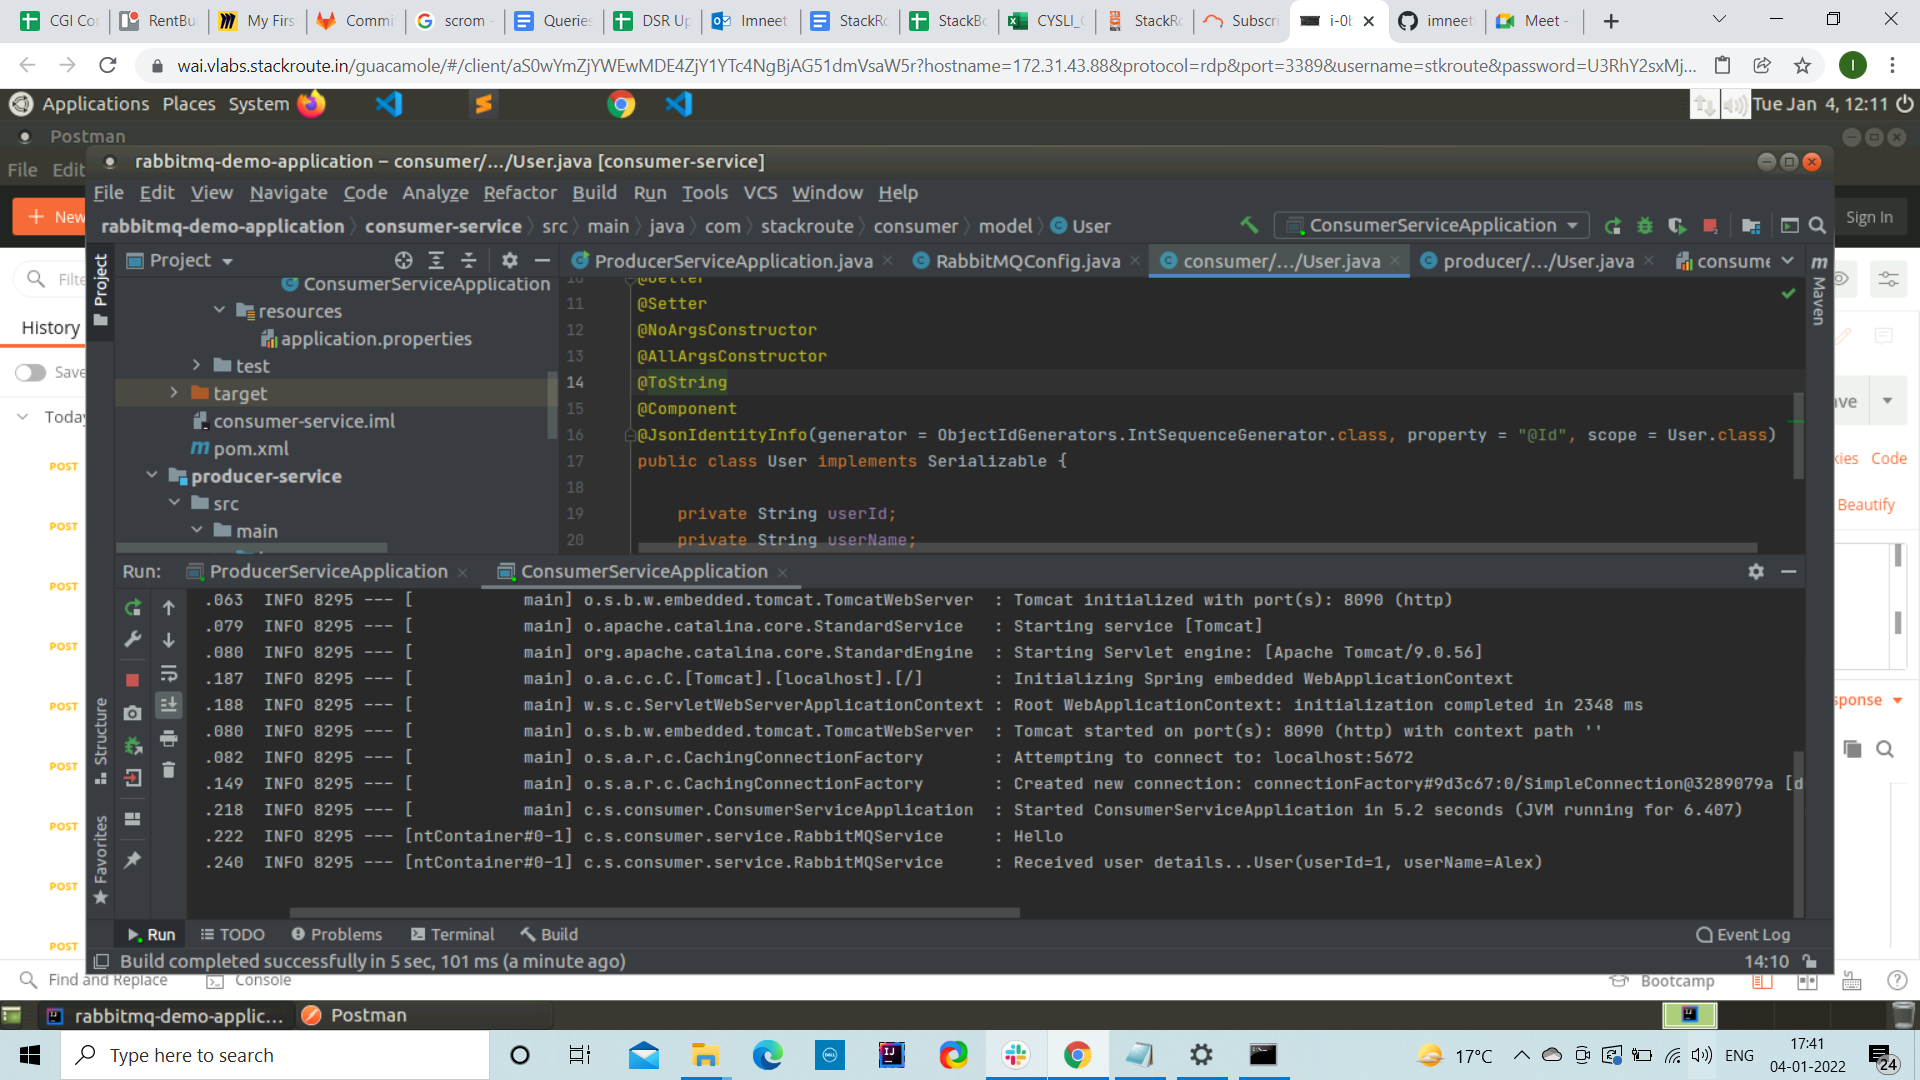 CGI Co
RentBu
My Firs
Commi
scrom -
Querie
DSR Up
Imneet
StackRo
StackBo
CYSLI_
StackRo
Subscri
i-0b
imneet
Meet -
wai.vlabs.stackroute.in/guacamole/#/client/aS0wYmZjYWEwMDE4ZjY1YTc4NgBjAG51dmVsaW5r?hostname=172.31.43.88&protocol=rdp&port=3389&username=stkroute&password=U3RhY2sxMj...
I
Applications Places System
Tue Jan 4, 12:11
Postman
File Edit
rabbitmq-demo-application – consumer/.../User.java [consumer-service]
File Edit View Navigate Code Analyze Refactor Build Run Tools VCS Window Help
+ New
rabbitmq-demo-application consumer-service src main java com stackroute consumer model User
ConsumerServiceApplication
Sign In
Project
Project
ProducerServiceApplication.java
RabbitMQConfig.java
consumer/.../User.java
producer/.../User.java
consume
Maven
Filte
ConsumerServiceApplication
resources
application.properties
test
target
consumer-service.iml
pom.xml
producer-service
src
main
History
Save
Today
10 @Getter
11 @Setter
12 @NoArgsConstructor
13 @AllArgsConstructor
14 @ToString
15 @Component
16 @JsonIdentityInfo(generator = ObjectIdGenerators.IntSequenceGenerator.class, property = "@Id", scope = User.class)
17 public class User implements Serializable {
18
19 private String userId;
20 private String userName;
ve
kies Code
Beautify
sponse
POST
POST
POST
POST
POST
POST
POST
POST
POST
Run: ProducerServiceApplication ConsumerServiceApplication
.063 INFO 8295 --- [ main] o.s.b.w.embedded.tomcat.TomcatWebServer : Tomcat initialized with port(s): 8090 (http)
.079 INFO 8295 --- [ main] o.apache.catalina.core.StandardService : Starting service [Tomcat]
.080 INFO 8295 --- [ main] org.apache.catalina.core.StandardEngine : Starting Servlet engine: [Apache Tomcat/9.0.56]
.187 INFO 8295 --- [ main] o.a.c.c.C.[Tomcat].[localhost].[/] : Initializing Spring embedded WebApplicationContext
.188 INFO 8295 --- [ main] w.s.c.ServletWebServerApplicationContext : Root WebApplicationContext: initialization completed in 2348 ms
.080 INFO 8295 --- [ main] o.s.b.w.embedded.tomcat.TomcatWebServer : Tomcat started on port(s): 8090 (http) with context path ''
.082 INFO 8295 --- [ main] o.s.a.r.c.CachingConnectionFactory : Attempting to connect to: localhost:5672
.149 INFO 8295 --- [ main] o.s.a.r.c.CachingConnectionFactory : Created new connection: connectionFactory#9d3c67:0/SimpleConnection@3289079a [d
.218 INFO 8295 --- [ main] c.s.consumer.ConsumerServiceApplication : Started ConsumerServiceApplication in 5.2 seconds (JVM running for 6.407)
.222 INFO 8295 --- [ntContainer#0-1] c.s.consumer.service.RabbitMQService : Hello
.240 INFO 8295 --- [ntContainer#0-1] c.s.consumer.service.RabbitMQService : Received user details...User(userId=1, userName=Alex)
Structure
Favorites
Run TODO Problems Terminal Build
Event Log
Build completed successfully in 5 sec, 101 ms (a minute ago)
14:10
Find and Replace Console
Bootcamp
rabbitmq-demo-applic...
Postman
Type here to search
17°C
ENG
17:41
04-01-2022
24